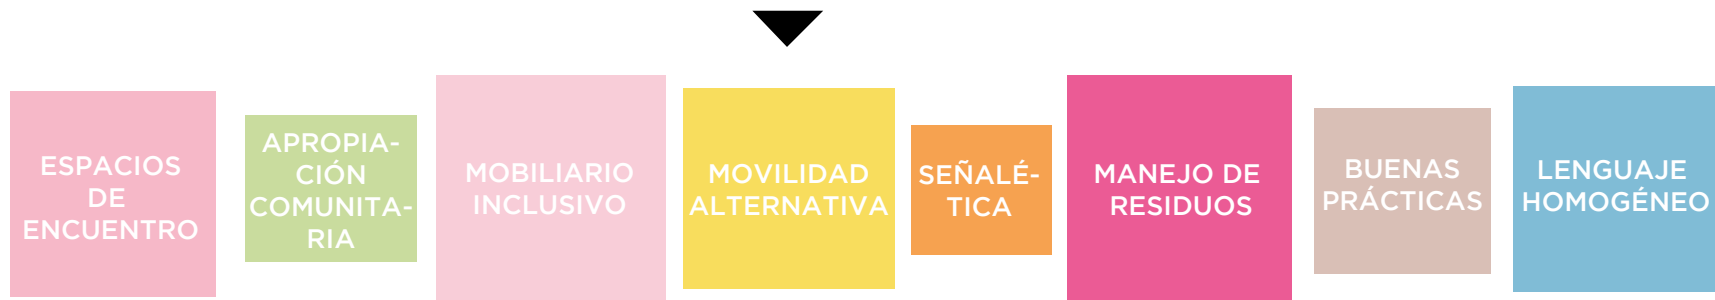 ESPACIOS
DE
ENCUENTRO
APROPIA-
CIÓN
COMUNITA-
RIA
MOBILIARIO
INCLUSIVO
MOVILIDAD
ALTERNATIVA
SEÑALÉ-
TICA
MANEJO DE
RESIDUOS
BUENAS
PRÁCTICAS
LENGUAJE
HOMOGÉNEO